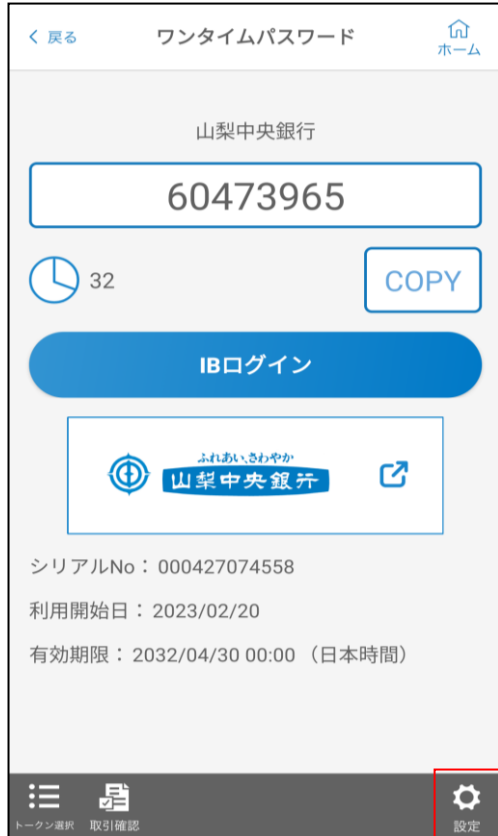 戻る ワンタイムパスワード ホーム
山梨中央銀行
60473965
32 COPY
IBログイン
ふれあい、さわやか
山梨中央銀行
シリアルNo：000427074558
利用開始日：2023/02/20
有効期限：2032/04/30 00:00 （日本時間）
トークン選択 取引確認 設定